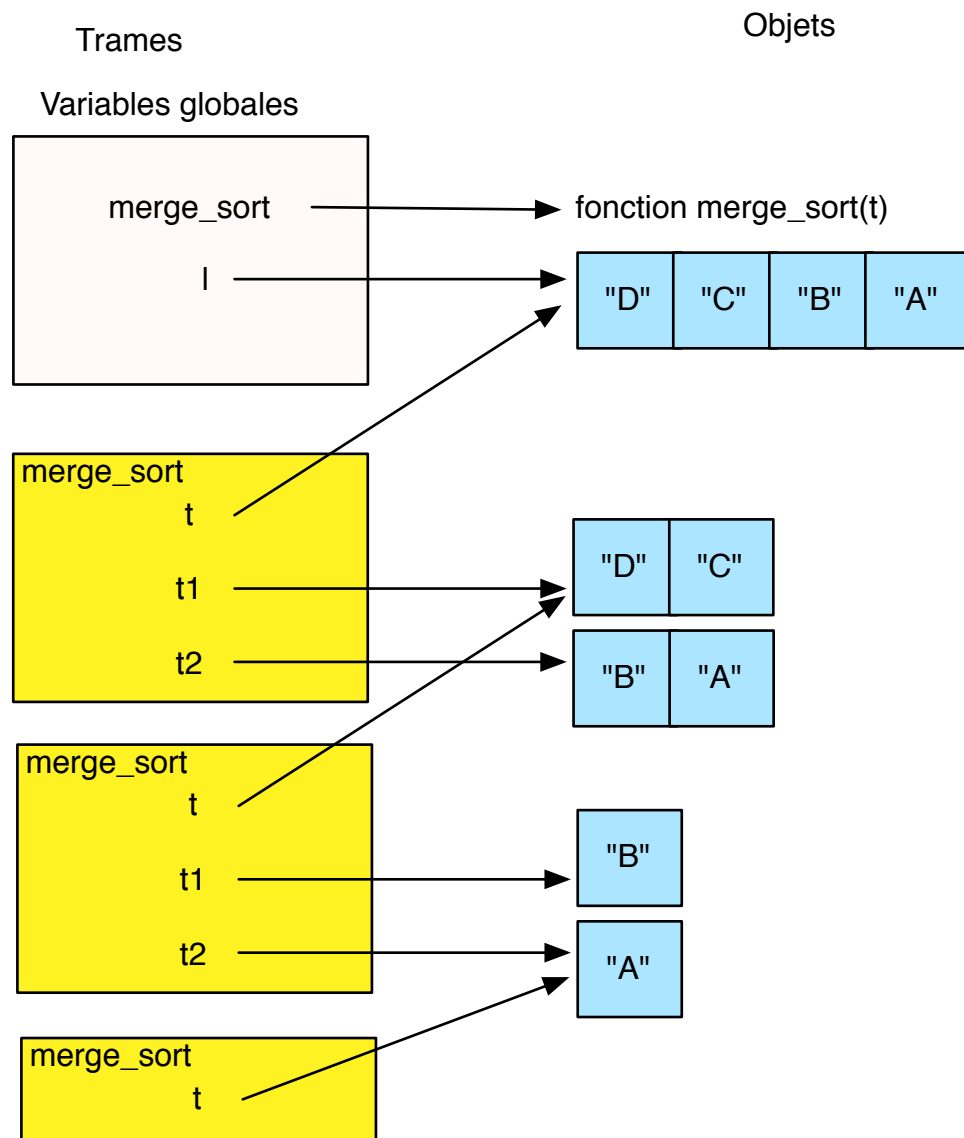 Trames
Objets
Variables globales
merge_sort
fonction merge_sort(t)
l
"D" "C" "B" "A"
merge_sort
t
t1
"D" "C"
t2
"B" "A"
merge_sort
t
t1
"B"
t2
"A"
merge_sort
t